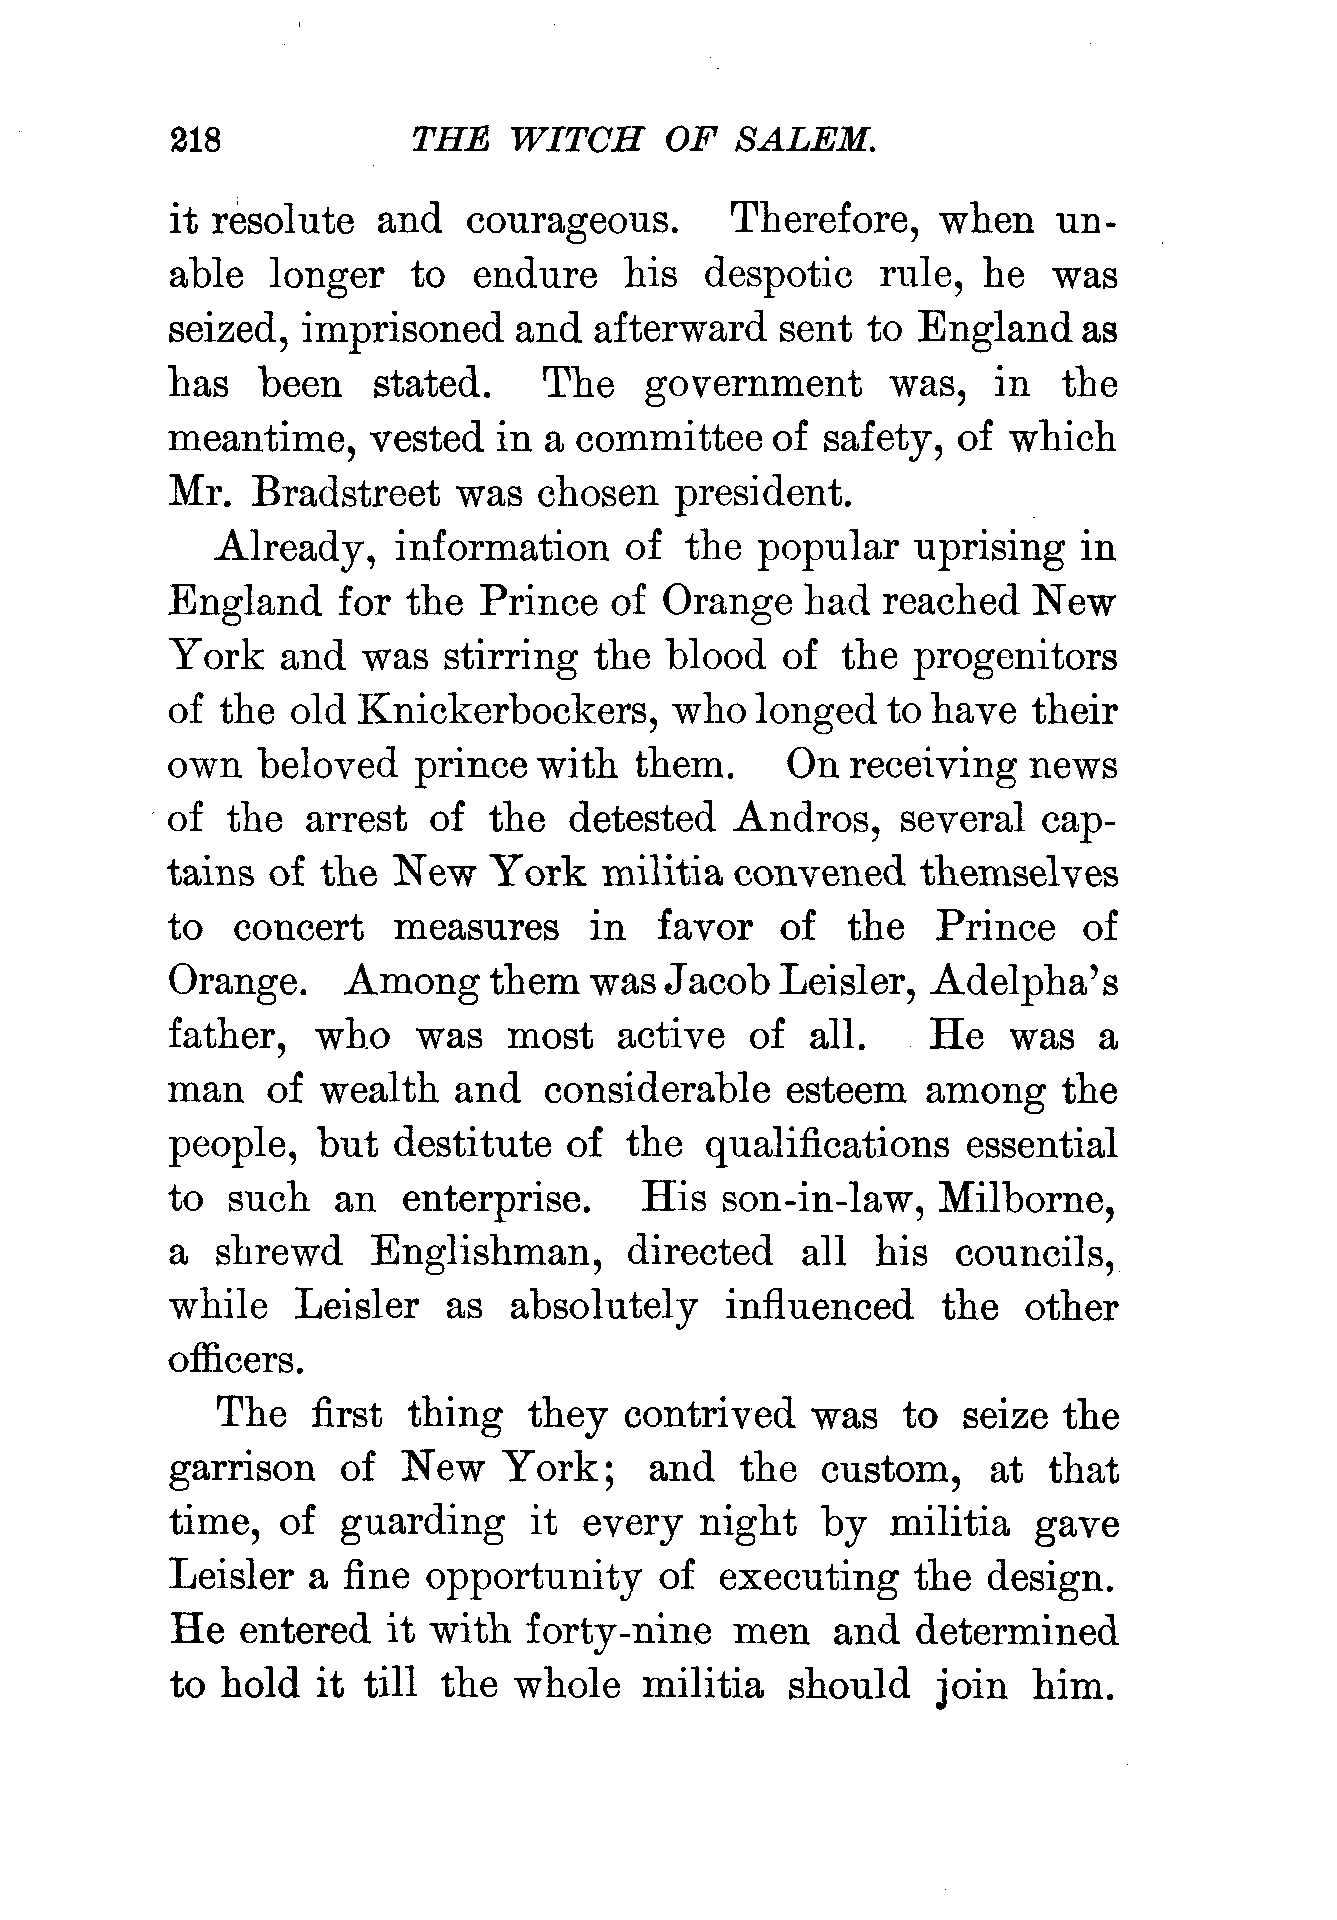 218 THE WITCH OF SALEM.
it resolute and courageous. Therefore, when un-
able longer to endure his despotic rule, he was
seized, imprisoned and afterward sent to England as
has been stated. The government was, in the
meantime, vested in a committee of safety, of which
Mr. Bradstreet was chosen president.
Already, information of the popular uprising in
England for the Prince of Orange had reached New
York and was stirring the blood of the progenitors
of the old Knickerbockers, who longed to have their
own beloved prince with them. On receiving news
of the arrest of the detested Andros, several cap-
tains of the New York militia convened themselves
to concert measures in favor of the Prince of
Orange. Among them was Jacob Leisler, Adelpha's
father, who was most active of all. He was a
man of wealth and considerable esteem among the
people, but destitute of the qualifications essential
to such an enterprise. His son-in-law, Milborne,
a shrewd Englishman, directed all his councils,
while Leisler as absolutely influenced the other
officers.
The first thing they contrived was to seize the
garrison of New York; and the custom, at that
time, of guarding it every night by militia gave
Leisler a fine opportunity of executing the design.
He entered it with forty-nine men and determined
to hold it till the whole militia should join him.